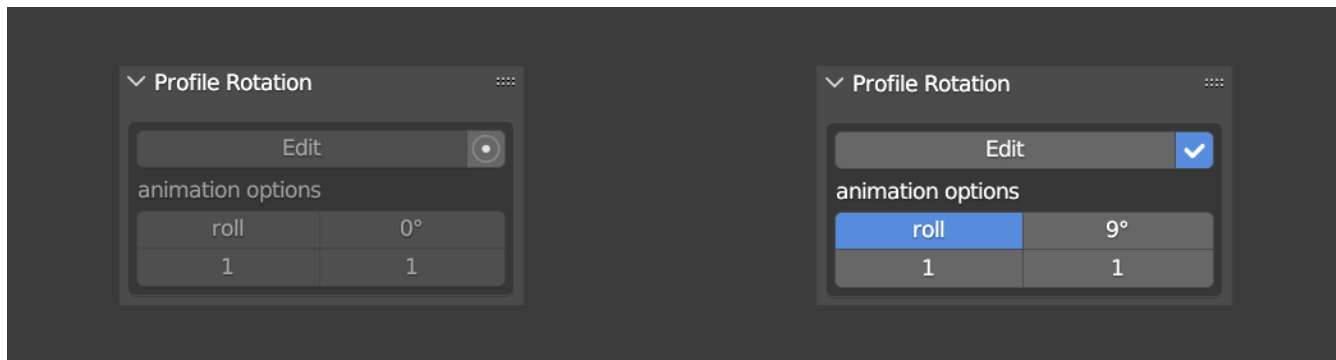 Profile Rotation
Edit
animation options
roll 0°
1 1
Profile Rotation
Edit
animation options
roll 9°
1 1